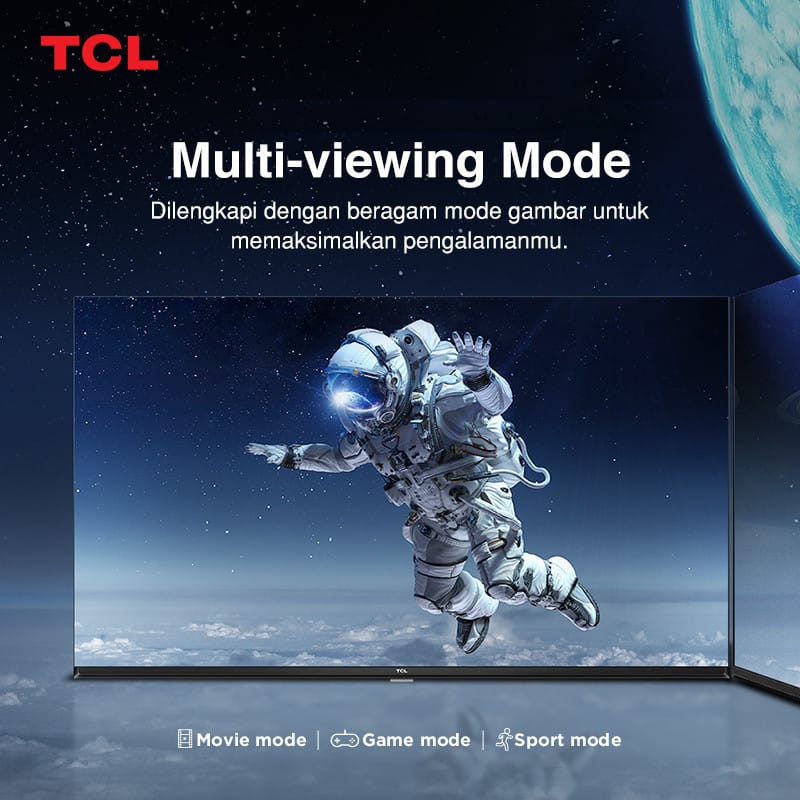 TCL
Multi-viewing Mode
Dilengkapi dengan beragam mode gambar untuk
memaksimalkan pengalamanmu.
TCL
Movie mode | Game mode | Sport mode